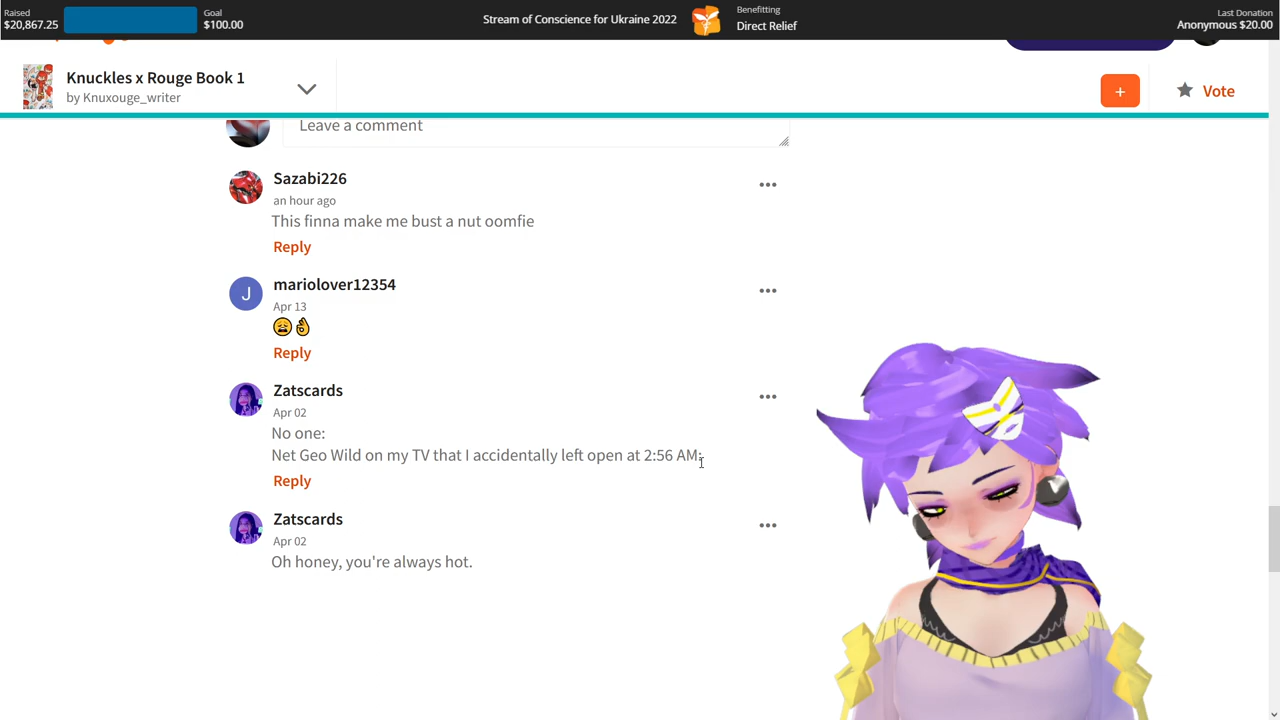 Raised
$20,867.25
Goal
$100.00
Stream of Conscience for Ukraine 2022
Benefitting
Direct Relief
Last Donation
Anonymous $20.00
Knuckles x Rouge Book 1
by Knuxouge_writer
+
Vote
Leave a comment
Sazabi226
an hour ago
This finna make me bust a nut oomfie
Reply
J
mariolover12354
Apr 13
😩👌
Reply
Zatscards
Apr 02
No one:
Net Geo Wild on my TV that I accidentally left open at 2:56 AM:
Reply
Zatscards
Apr 02
Oh honey, you're always hot.